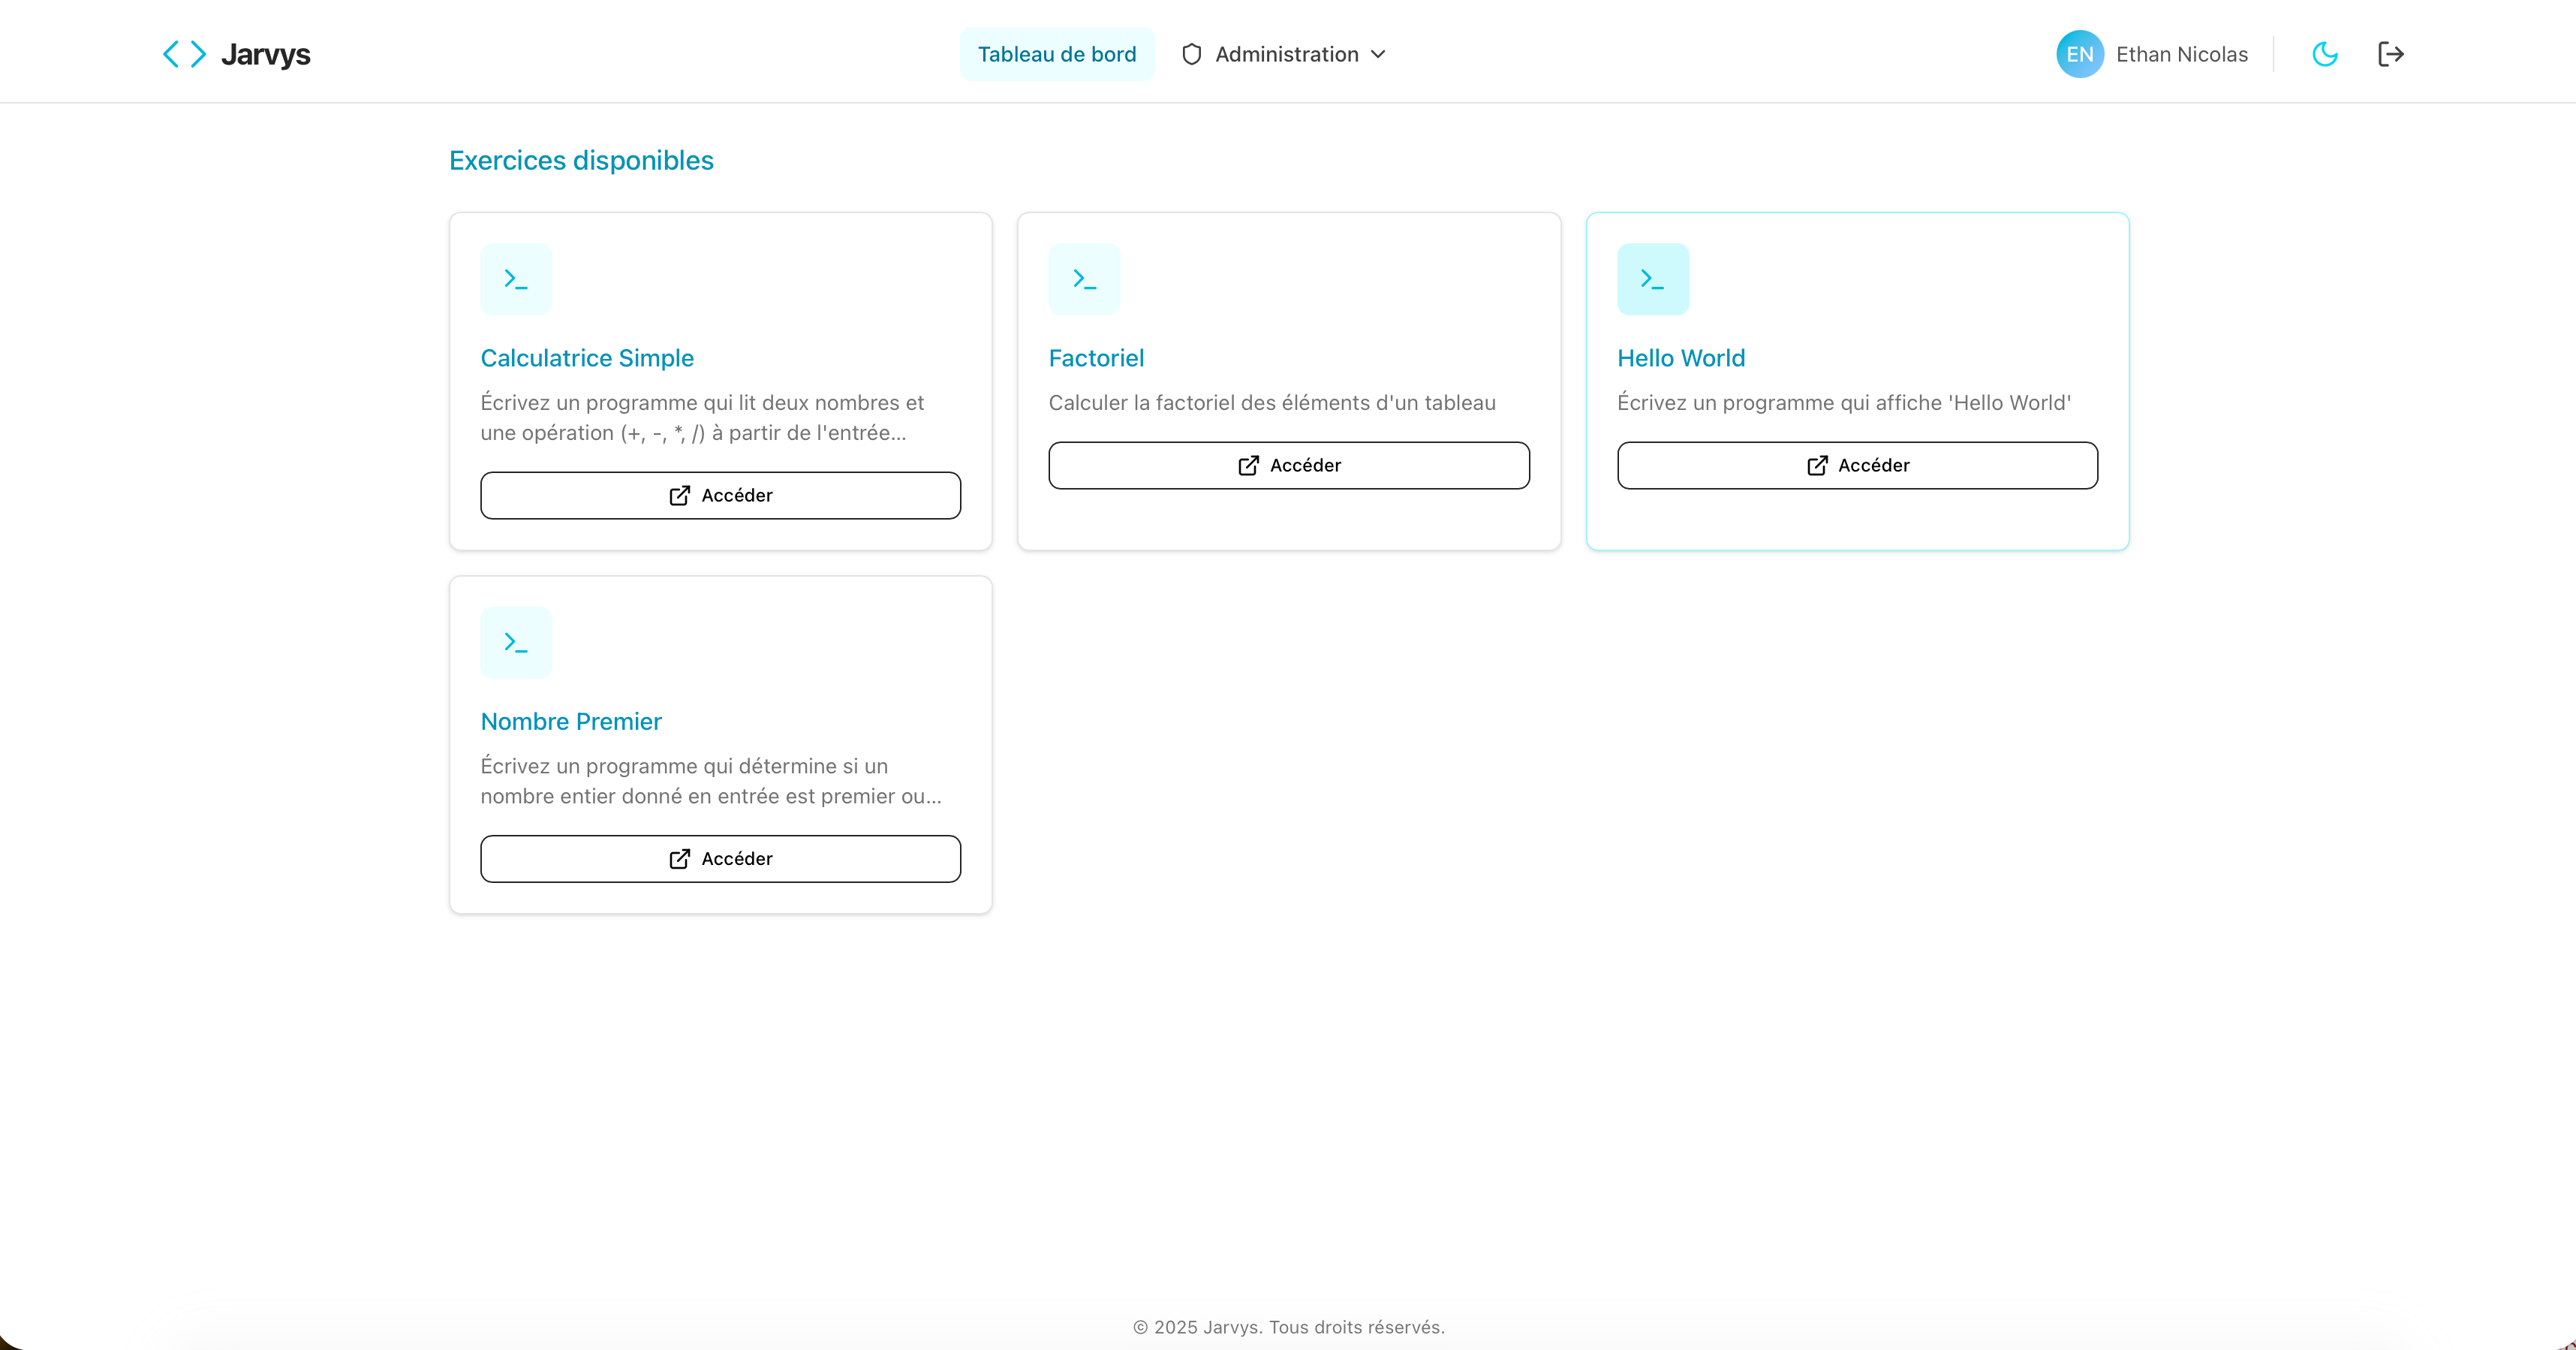 Jarvys
Tableau de bord
Administration
EN
Ethan Nicolas
Exercices disponibles
>_
Calculatrice Simple
Écrivez un programme qui lit deux nombres et
une opération (+, -, *, /) à partir de l'entrée...
Accéder
>_
Factoriel
Calculer la factoriel des éléments d'un tableau
Accéder
>_
Hello World
Écrivez un programme qui affiche 'Hello World'
Accéder
>_
Nombre Premier
Écrivez un programme qui détermine si un
nombre entier donné en entrée est premier ou...
Accéder
© 2025 Jarvys. Tous droits réservés.